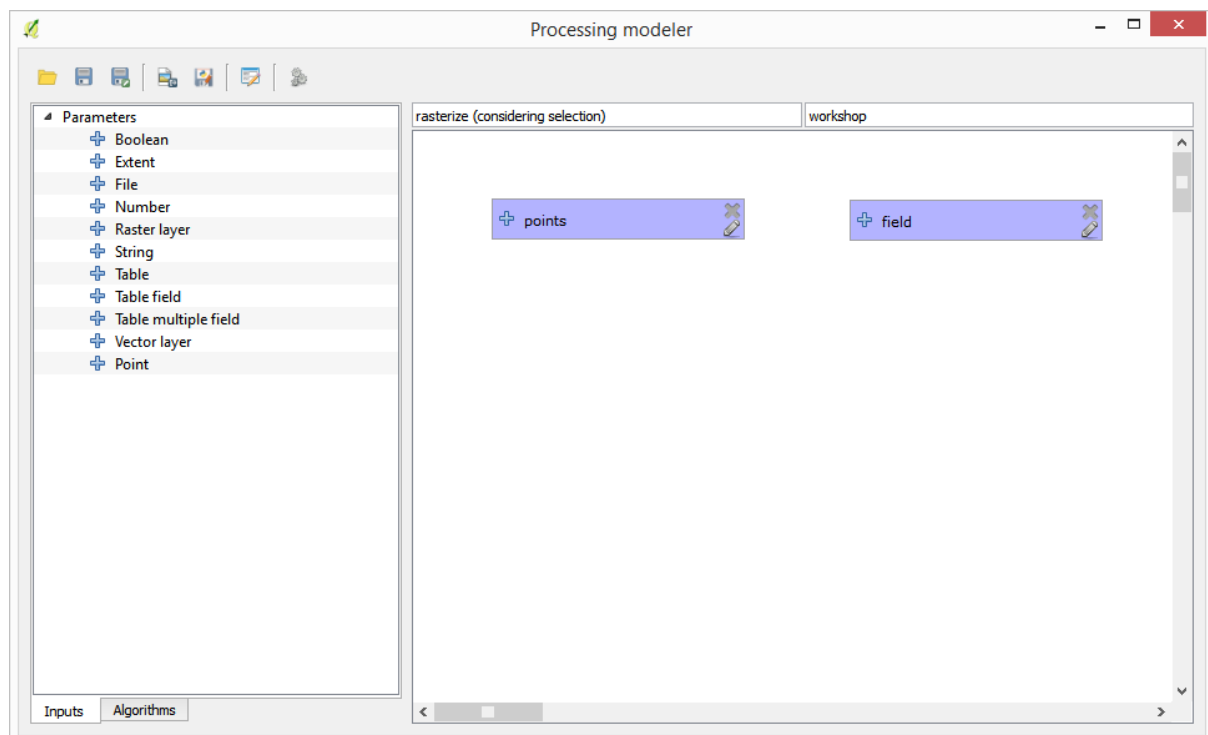 Processing modeler
Parameters
Boolean
Extent
File
Number
Raster layer
String
Table
Table field
Table multiple field
Vector layer
Point
Inputs Algorithms
rasterize (considering selection) workshop
points field